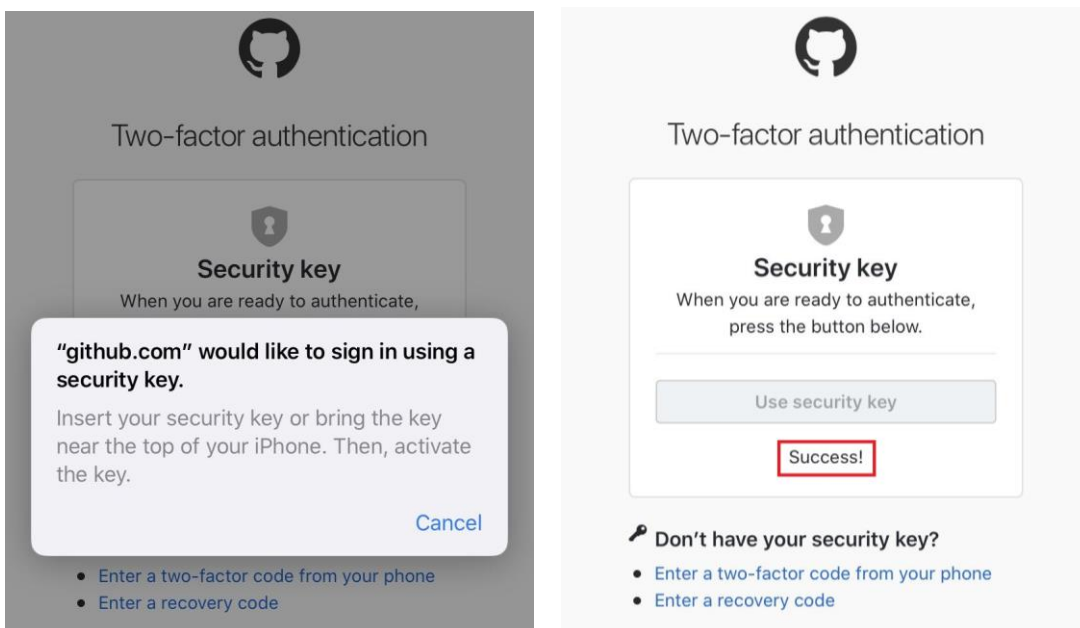 Two-factor authentication
Security key
When you are ready to authenticate,
“github.com” would like to sign in using a
security key.
Insert your security key or bring the key
near the top of your iPhone. Then, activate
the key.
Cancel
Enter a two-factor code from your phone
Enter a recovery code
Two-factor authentication
Security key
When you are ready to authenticate,
press the button below.
Use security key
Success!
Don't have your security key?
Enter a two-factor code from your phone
Enter a recovery code